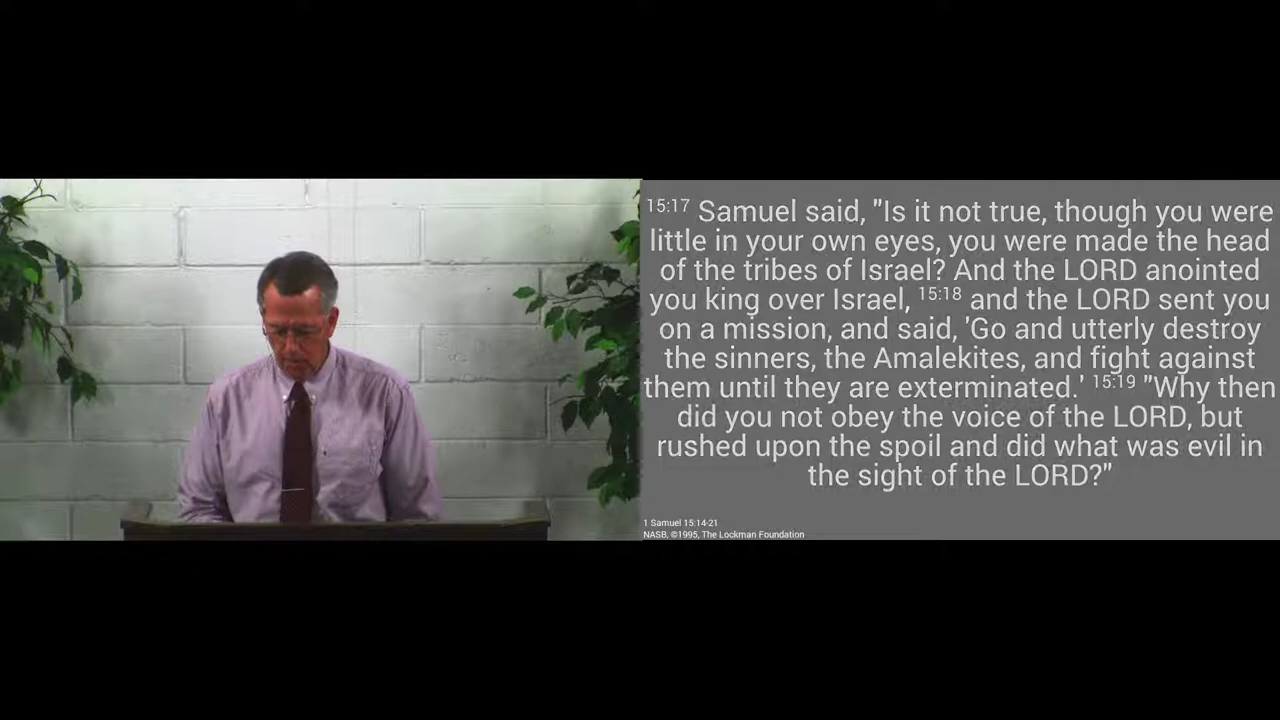 15:17 Samuel said, "Is it not true, though you were
little in your own eyes, you were made the head
of the tribes of Israel? And the LORD anointed
you king over Israel, 15:18 and the LORD sent you
on a mission, and said, 'Go and utterly destroy
the sinners, the Amalekites, and fight against
them until they are exterminated.' 15:19 "Why then
did you not obey the voice of the LORD, but
rushed upon the spoil and did what was evil in
the sight of the LORD?"
1 Samuel 15:14-21
NASB, ©1995, The Lockman Foundation